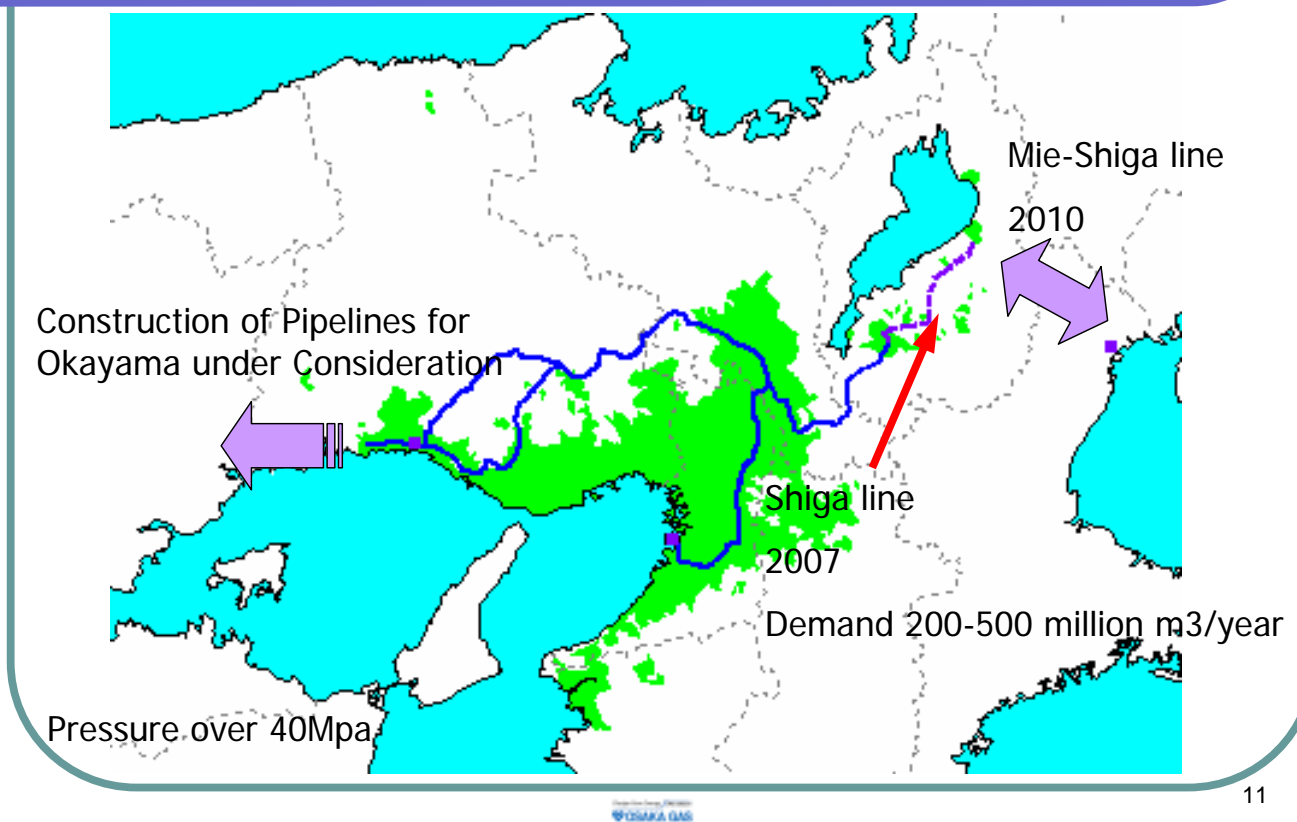 Mie-Shiga line
2010
Construction of Pipelines for
Okayama under Consideration
Shiga line
2007
Demand 200-500 million m3/year
Pressure over 40Mpa
OSAKA GAS
11